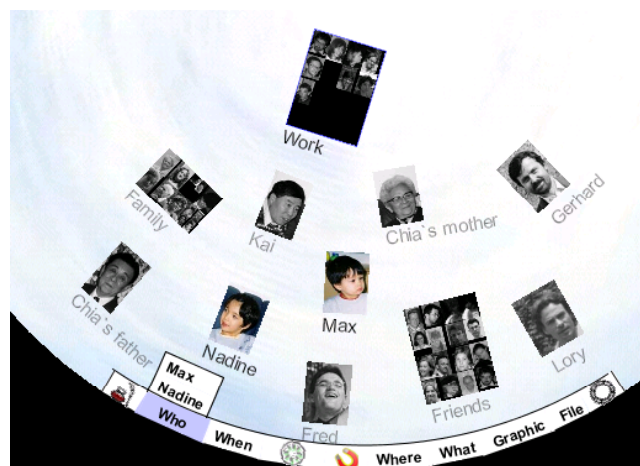 Work
Family
Kai
Chia`s mother
Gerhard
Chia`s father
Nadine
Max
Friends
Lory
Fred
Max
Nadine
Who
When
Where
What
Graphic
File